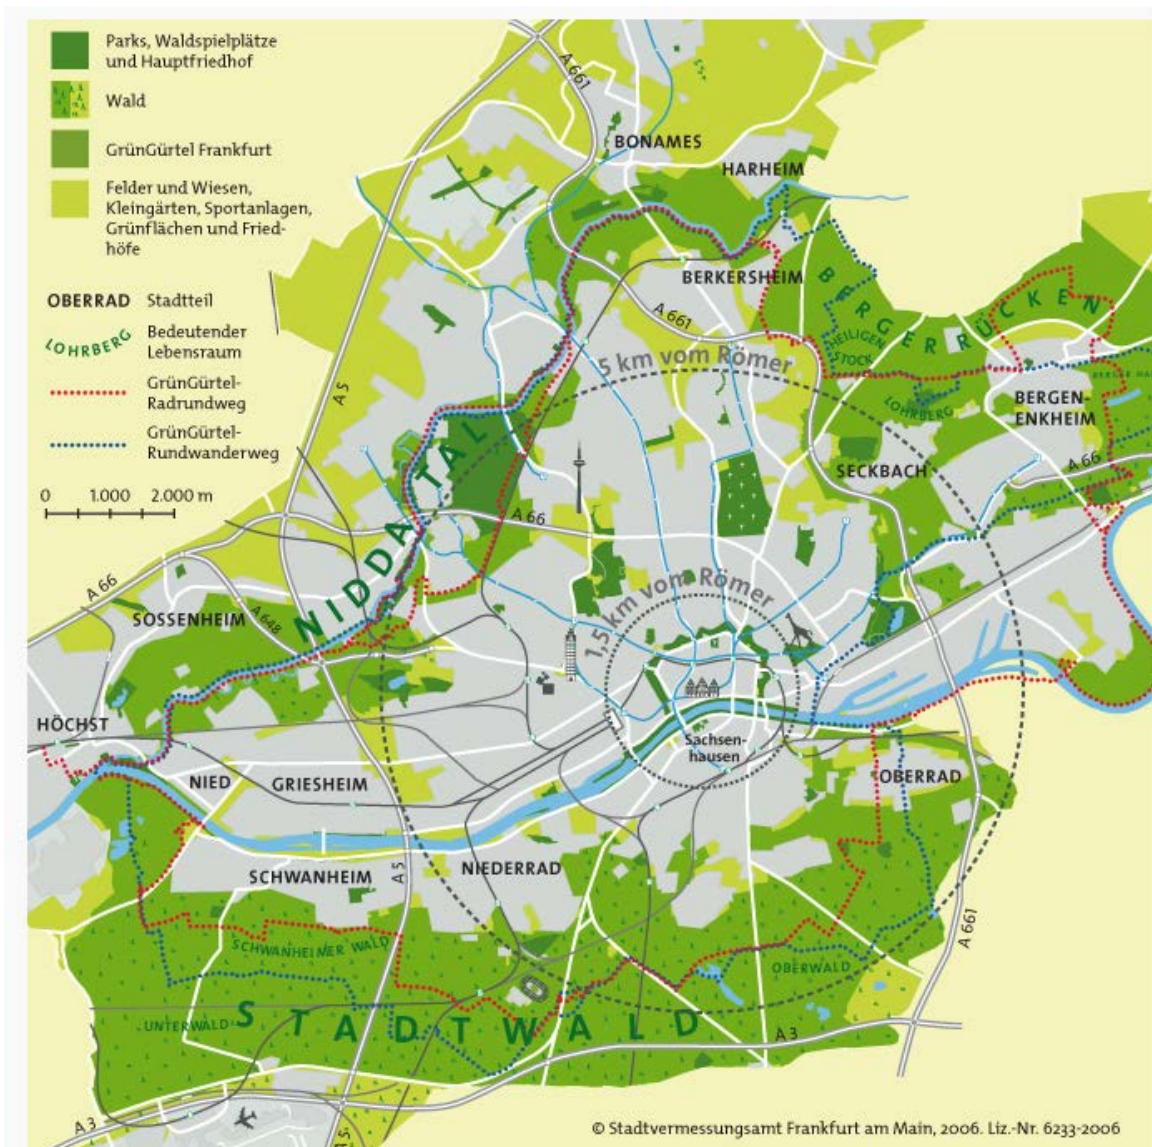 Parks, Waldspielplätze
und Hauptfriedhof
Wald
GrünGürtel Frankfurt
Felder und Wiesen,
Kleingärten, Sportanlagen,
Grünflächen und Fried-
höfe
OBERRAD Stadtteil
LOHRBERG Bedeutender
Lebensraum
GrünGürtel-
Radrundweg
GrünGürtel-
Rundwanderweg
0 1.000 2.000 m
A 661
BONAMES
HARHEIM
BERKERSHEIM
A 661
BERGER RÜCKEN
HEILIGEN
STOCK
LOHRBERG
BERGEN-
ENKHEIM
A 66
SECKBACH
A 5
5 km vom Römer
NIDDATAL
A 66
A 66
SOSSENHEIM
A 648
1,5 km vom Römer
HÖCHST
NIED
GRIESHEIM
Sachsen-
hausen
OBERRAD
SCHWANHEIM
A 5
NIEDERRAD
A 661
SCHWANHEIMER WALD
OBERWALD
UNTERWALD
STADTWALD
A 3
A 3
A 5
© Stadtvermessungsamt Frankfurt am Main, 2006. Liz.-Nr. 6233-2006